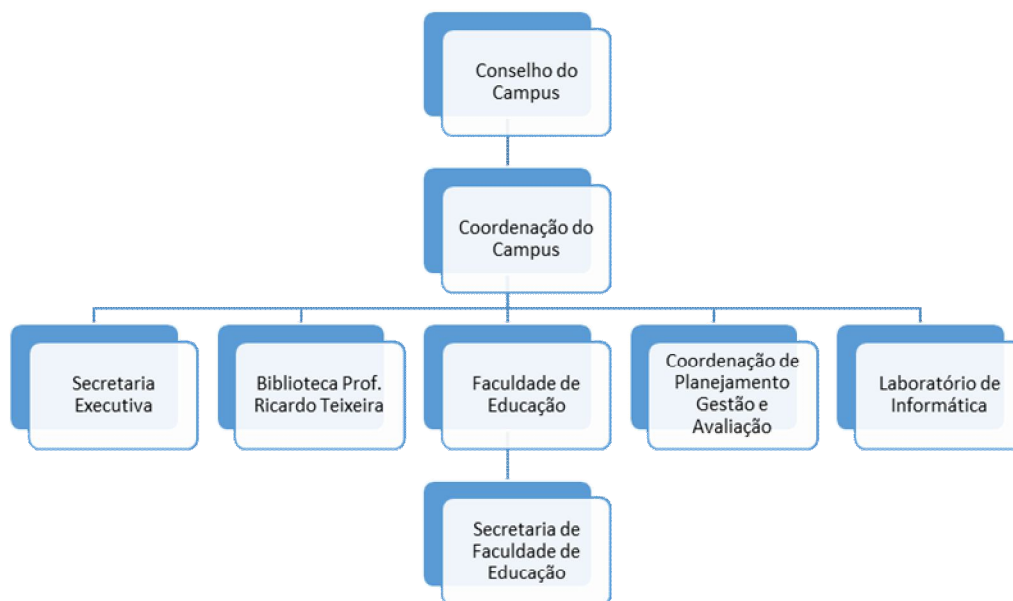 Conselho do
Campus
Coordenação do
Campus
Secretaria
Executiva
Biblioteca Prof.
Ricardo Teixeira
Faculdade de
Educação
Coordenação de
Planejamento
Gestão e
Avaliação
Laboratório de
Informática
Secretaria de
Faculdade de
Educação